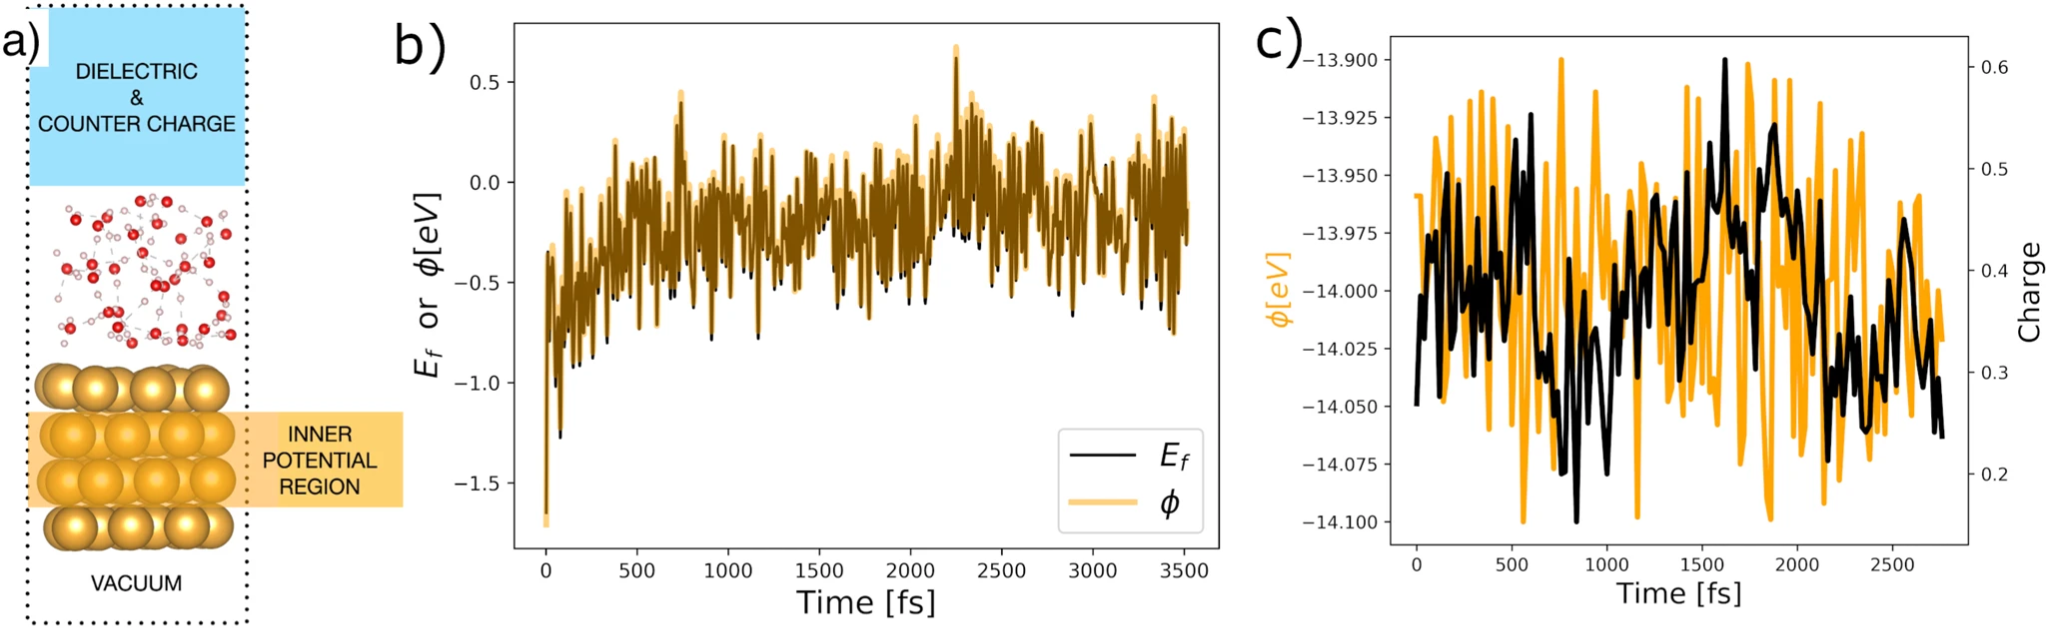 a)
DIELECTRIC
&
COUNTER CHARGE
INNER
POTENTIAL
REGION
VACUUM
b)
E_f or ϕ[eV]
0.5
0.0
−0.5
−1.0
−1.5
E_f
ϕ
0 500 1000 1500 2000 2500 3000 3500
Time [fs]
c)
ϕ[eV]
−13.900
−13.925
−13.950
−13.975
−14.000
−14.025
−14.050
−14.075
−14.100
0.6
0.5
0.4
0.3
0.2
Charge
0 500 1000 1500 2000 2500
Time [fs]